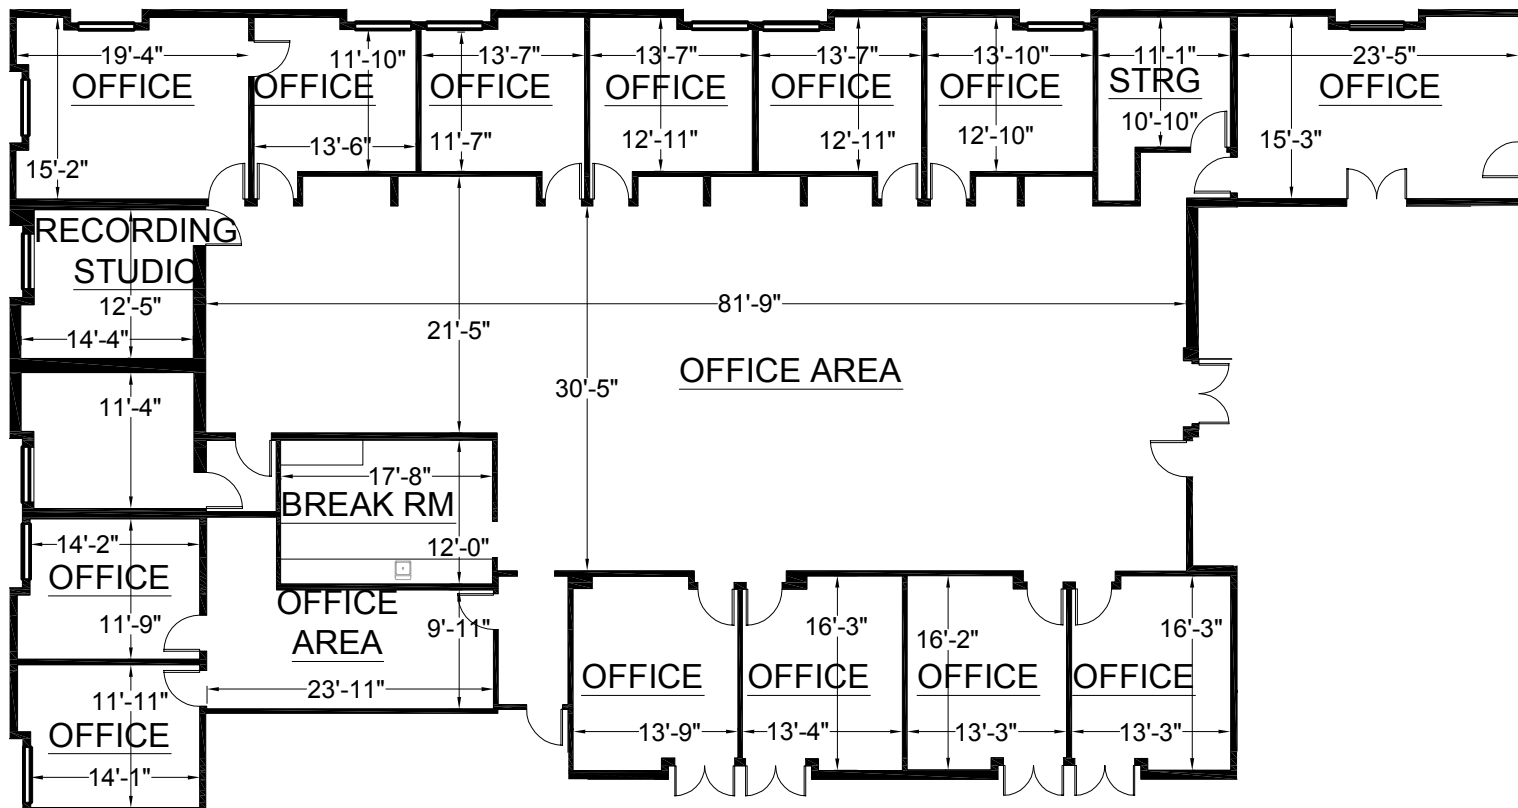 19'-4"
OFFICE
15'-2"
11'-10"
OFFICE
13'-6"
13'-7"
OFFICE
11'-7"
13'-7"
OFFICE
12'-11"
13'-7"
OFFICE
12'-11"
13'-10"
OFFICE
12'-10"
11'-1"
STRG
10'-10"
23'-5"
OFFICE
15'-3"
RECORDING
STUDIO
12'-5"
14'-4"
81'-9"
21'-5"
OFFICE AREA
30'-5"
11'-4"
17'-8"
BREAK RM
12'-0"
14'-2"
OFFICE
11'-9"
OFFICE
AREA
9'-11"
23'-11"
11'-11"
OFFICE
14'-1"
OFFICE
13'-9"
16'-3"
OFFICE
13'-4"
16'-2"
OFFICE
13'-3"
16'-3"
OFFICE
13'-3"